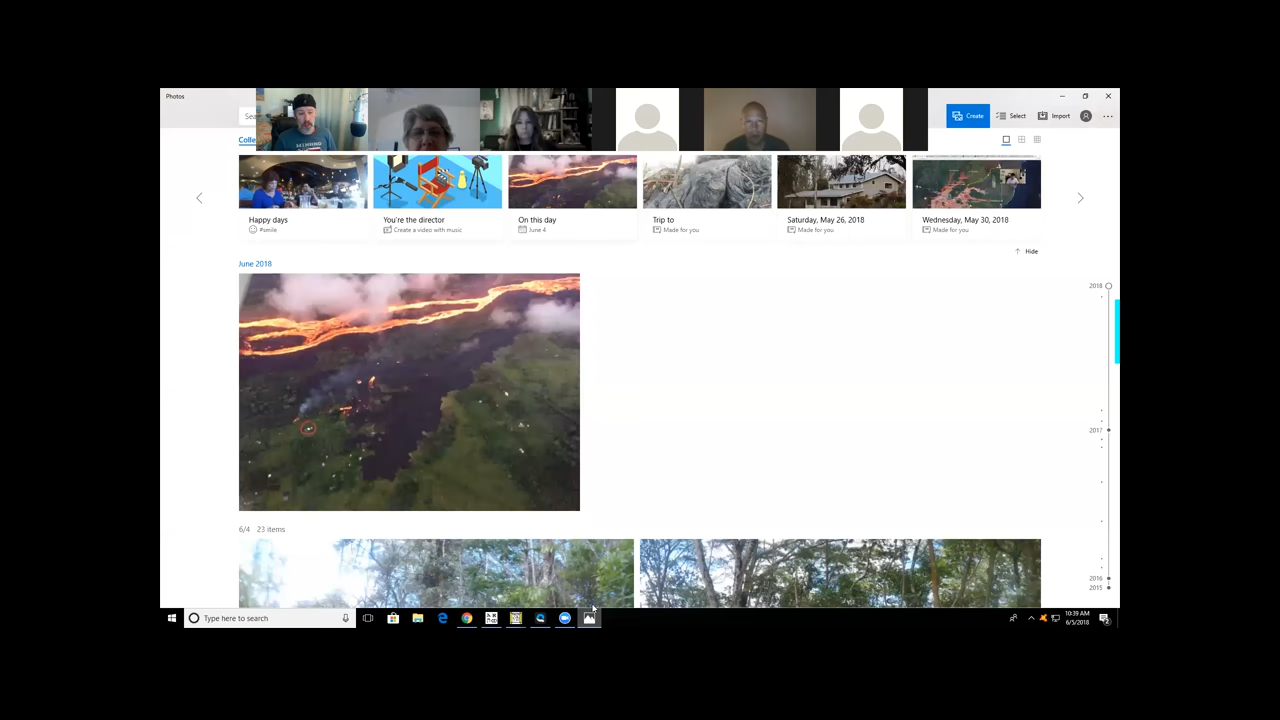 Photos
Sea
Create
Select
Import
Colle
Happy days
#smile
You're the director
Create a video with music
On this day
June 4
Trip to
Made for you
Saturday, May 26, 2018
Made for you
Wednesday, May 30, 2018
Made for you
Hide
June 2018
2018
2017
6/4 23 items
2016
2015
Type here to search
10:39 AM
6/5/2018